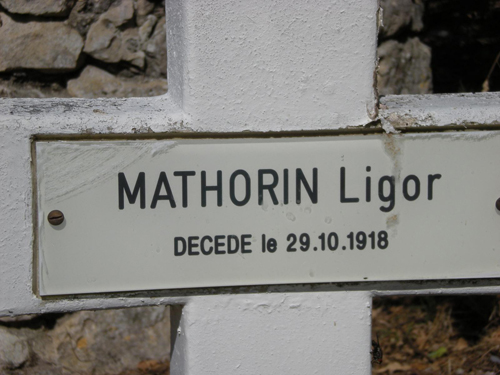 MATHORIN Ligor
DECEDE le 29.10.1918